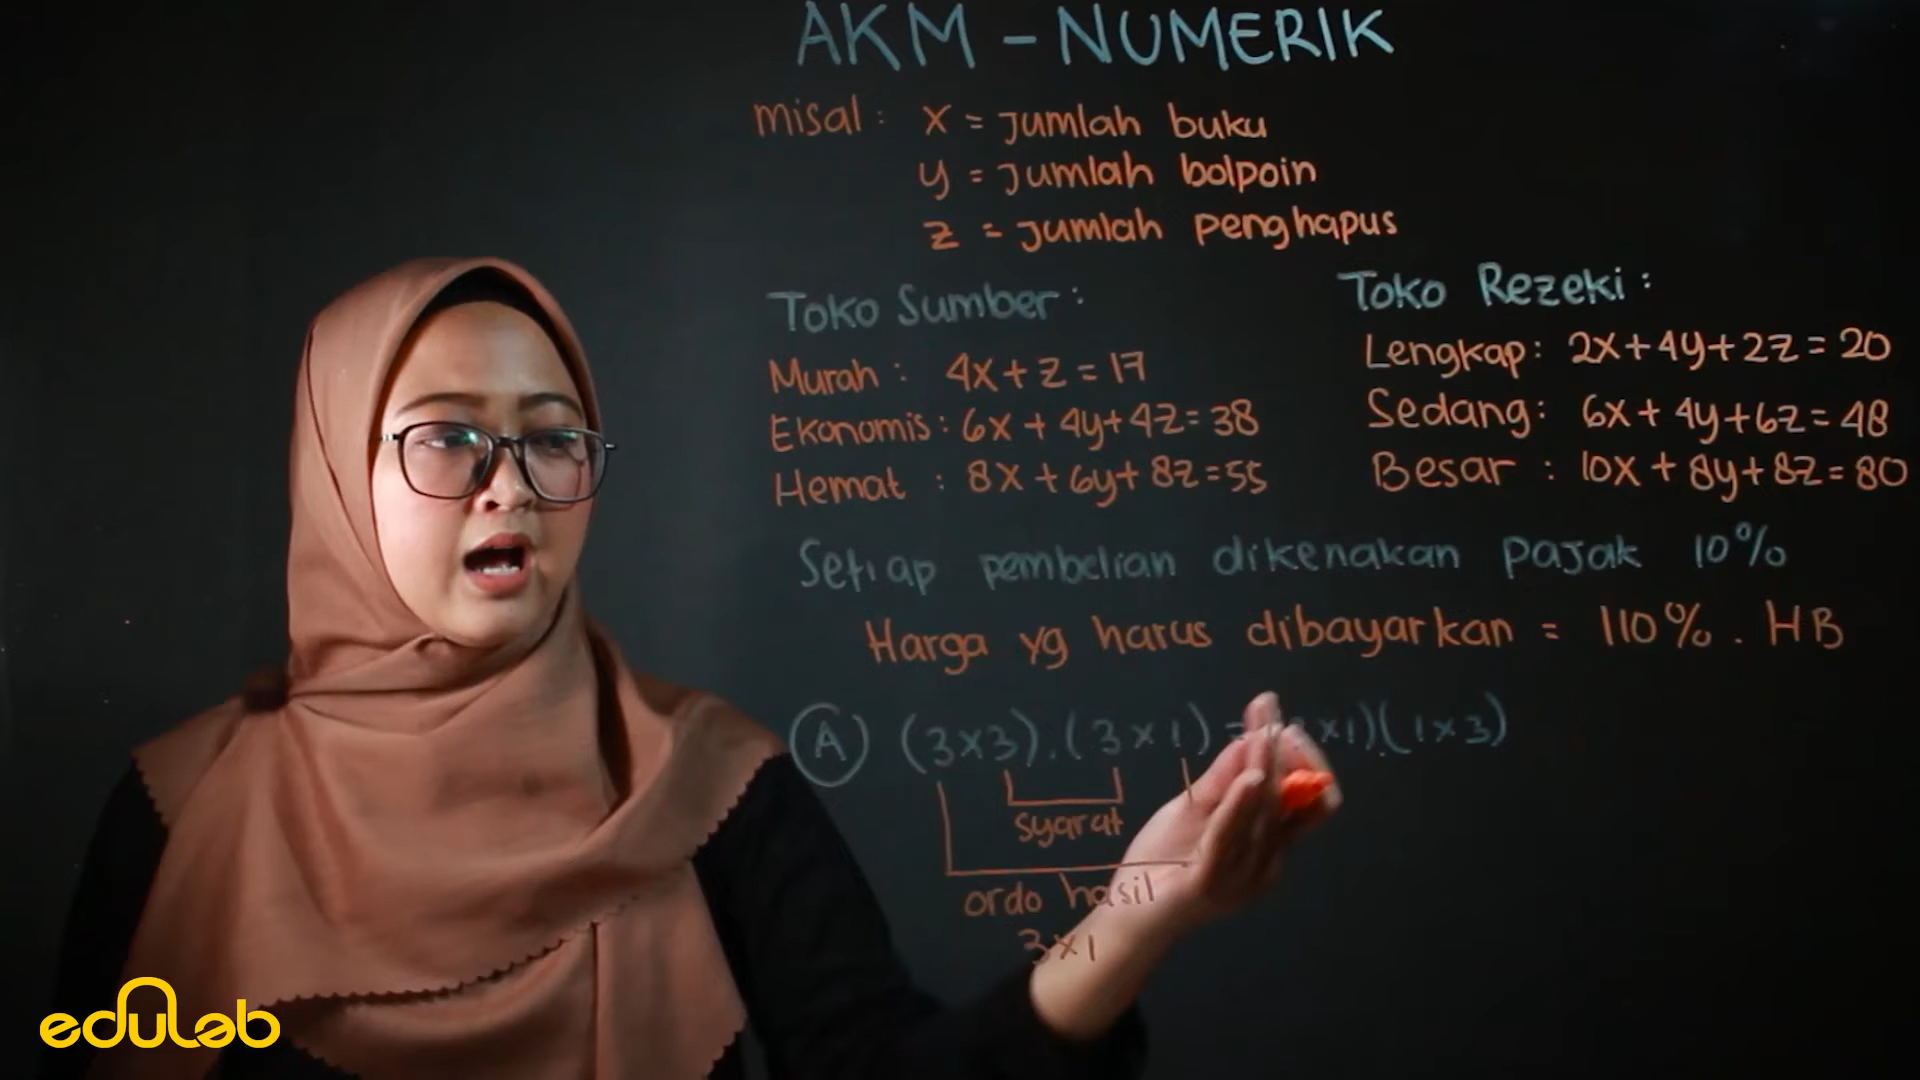 AKM - NUMERIK
misal : x = jumlah buku
y = jumlah bolpoin
z = jumlah penghapus
Toko Sumber :
Murah : 4x + z = 17
Ekonomis : 6x + 4y + 4z = 38
Hemat : 8x + 6y + 8z = 55
Toko Rezeki :
Lengkap : 2x + 4y + 2z = 20
Sedang : 6x + 4y + 6z = 48
Besar : 10x + 8y + 8z = 80
Setiap pembelian dikenakan pajak 10%
Harga yg harus dibayarkan = 110% . HB
A (3x3) . (3x1) = x1) . (1x3)
syarat
ordo hasil
3x1
edulab